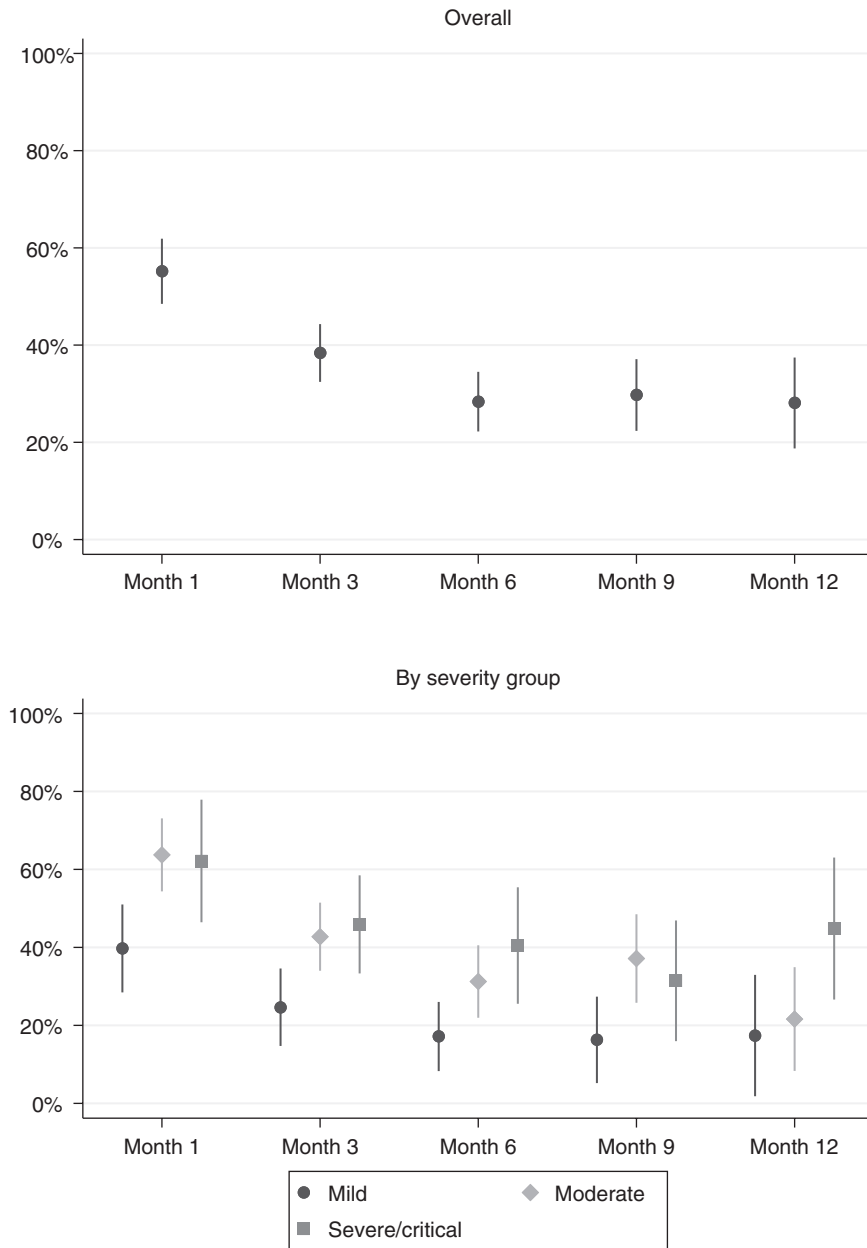 Overall
100%
80%
60%
40%
20%
0%
Month 1 Month 3 Month 6 Month 9 Month 12
By severity group
100%
80%
60%
40%
20%
0%
Month 1 Month 3 Month 6 Month 9 Month 12
Mild Moderate
Severe/critical